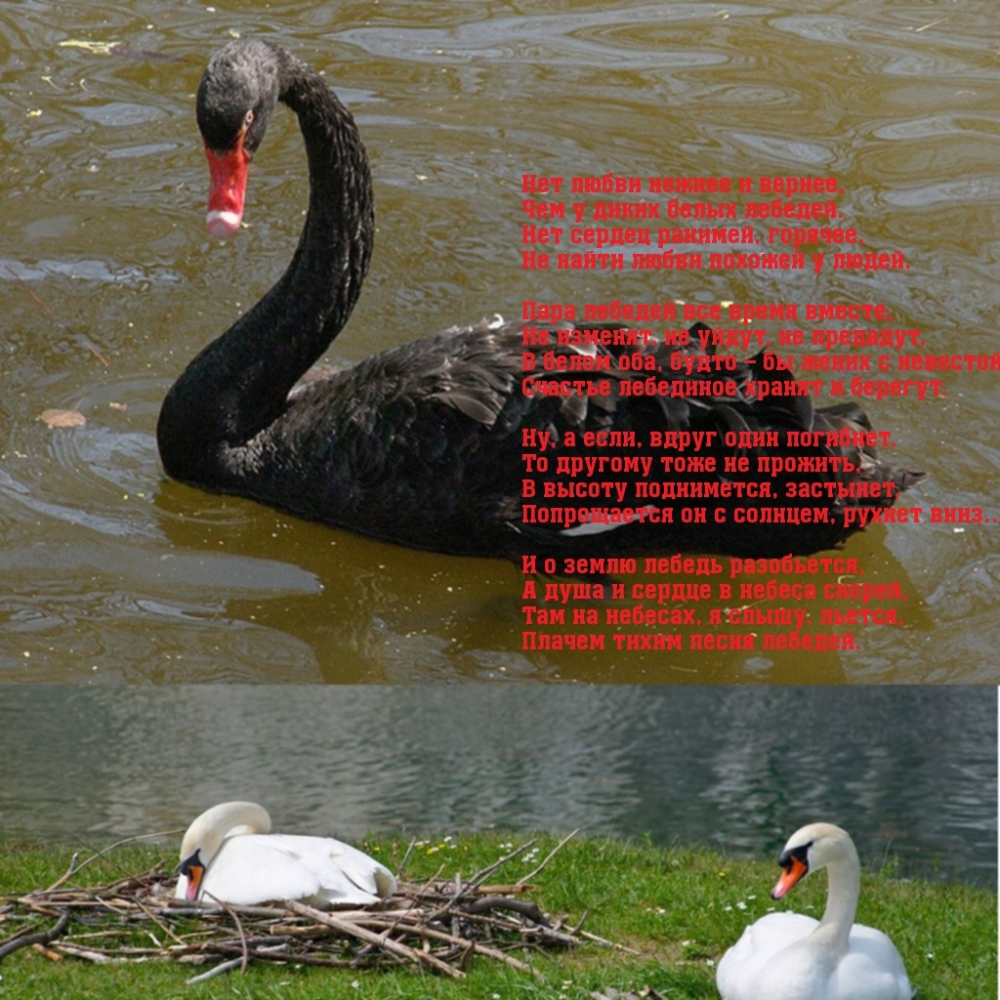 Нет любви нежнее и вернее,
Чем у диких белых лебедей.
Нет сердец ранимей, горячее,
Не найти любви похожей у людей.
Пара лебедей все время вместе,
Не изменят, не уйдут, не предадут,
В белом оба, будто – бы жених с невестой
Счастье лебединое хранят и берегут.
Ну, а если, вдруг один погибнет,
То другому тоже не прожить,
В высоту поднимется, застынет,
Попрощается он с солнцем, рухнет вниз..
И о землю лебедь разобьется,
А душа и сердце в небеса скорей.
Там на небесах, я слышу, льется,
Плачем тихим песня лебедей.